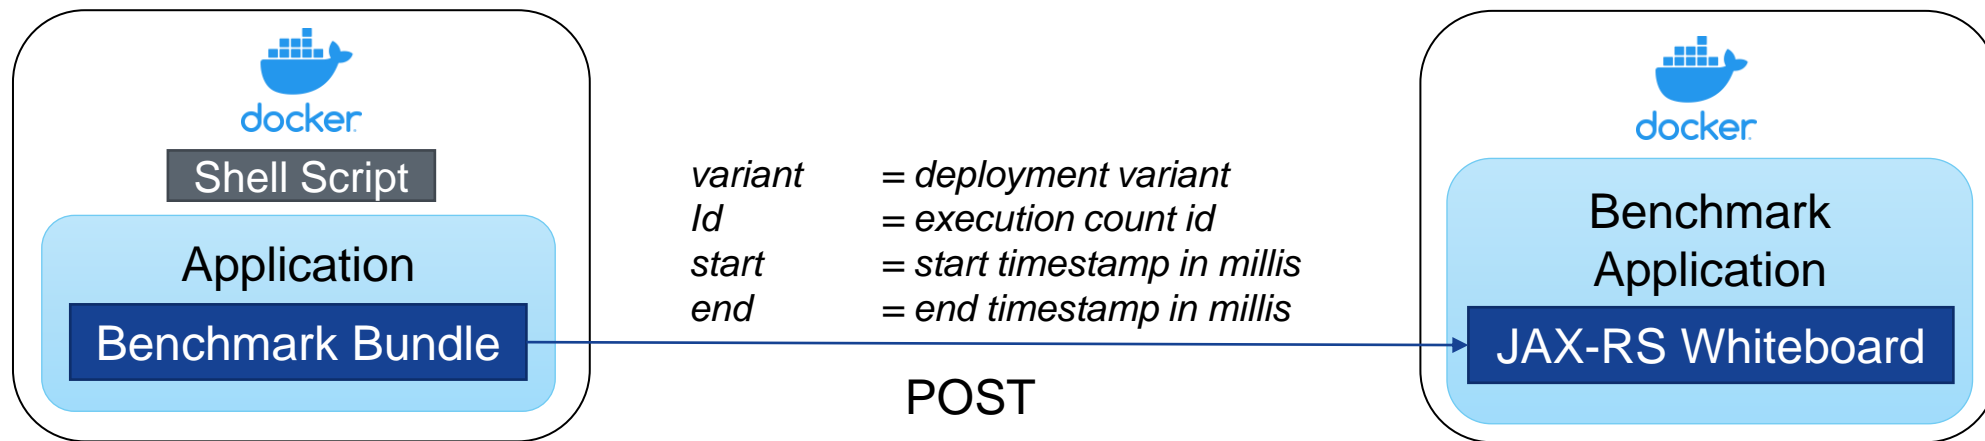 docker
Shell Script
Application
Benchmark Bundle
variant = deployment variant
Id = execution count id
start = start timestamp in millis
end = end timestamp in millis
POST
docker
Benchmark
Application
JAX-RS Whiteboard